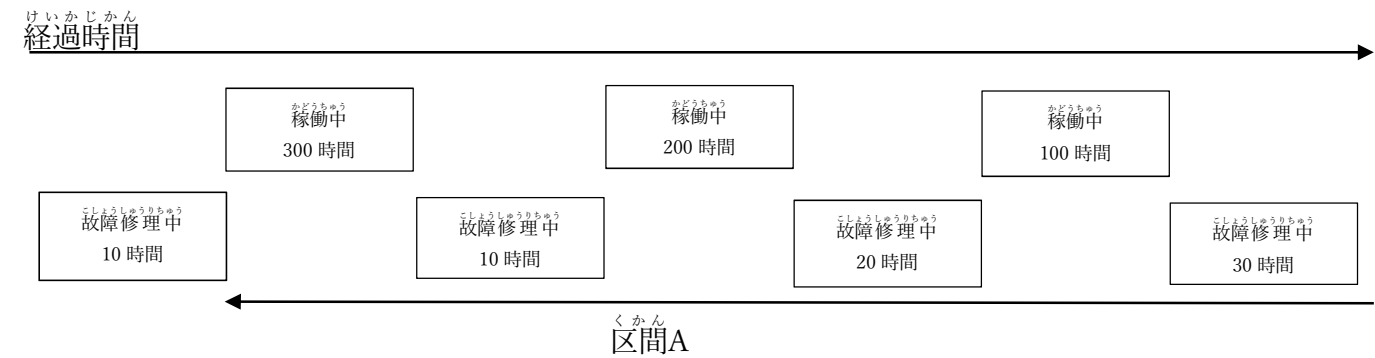 けいかじかん
経過時間
かどうちゅう
稼働中
300 時間
かどうちゅう
稼働中
200 時間
かどうちゅう
稼働中
100 時間
こしょうしゅうりちゅう
故障修理中
10 時間
こしょうしゅうりちゅう
故障修理中
10 時間
こしょうしゅうりちゅう
故障修理中
20 時間
こしょうしゅうりちゅう
故障修理中
30 時間
くかん
区間A